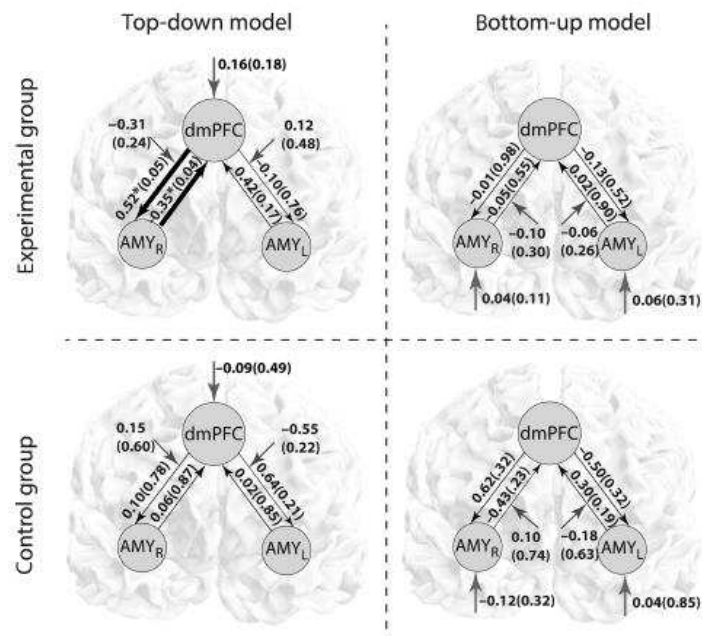 Top-down model
Bottom-up model
Experimental group
0.16(0.18)
dmPFC
−0.31
(0.24)
0.12
(0.48)
0.52*(0.05)
-0.35*(0.04)
0.42(0.17)
-0.10(0.76)
AMYR
AMYL
dmPFC
-0.01(0.98)
-0.05(0.55)
0.02(0.90)
-0.13(0.52)
−0.10
(0.30)
−0.06
(0.26)
AMYR
AMYL
0.04(0.11)
0.06(0.31)
Control group
−0.09(0.49)
dmPFC
0.15
(0.60)
−0.55
(0.22)
0.10(0.78)
0.06(0.87)
0.02(0.85)
0.64(0.21)
AMYR
AMYL
dmPFC
0.62(.32)
0.43(.23)
0.30(0.19)
-0.50(0.32)
0.10
(0.74)
−0.18
(0.63)
AMYR
AMYL
−0.12(0.32)
0.04(0.85)